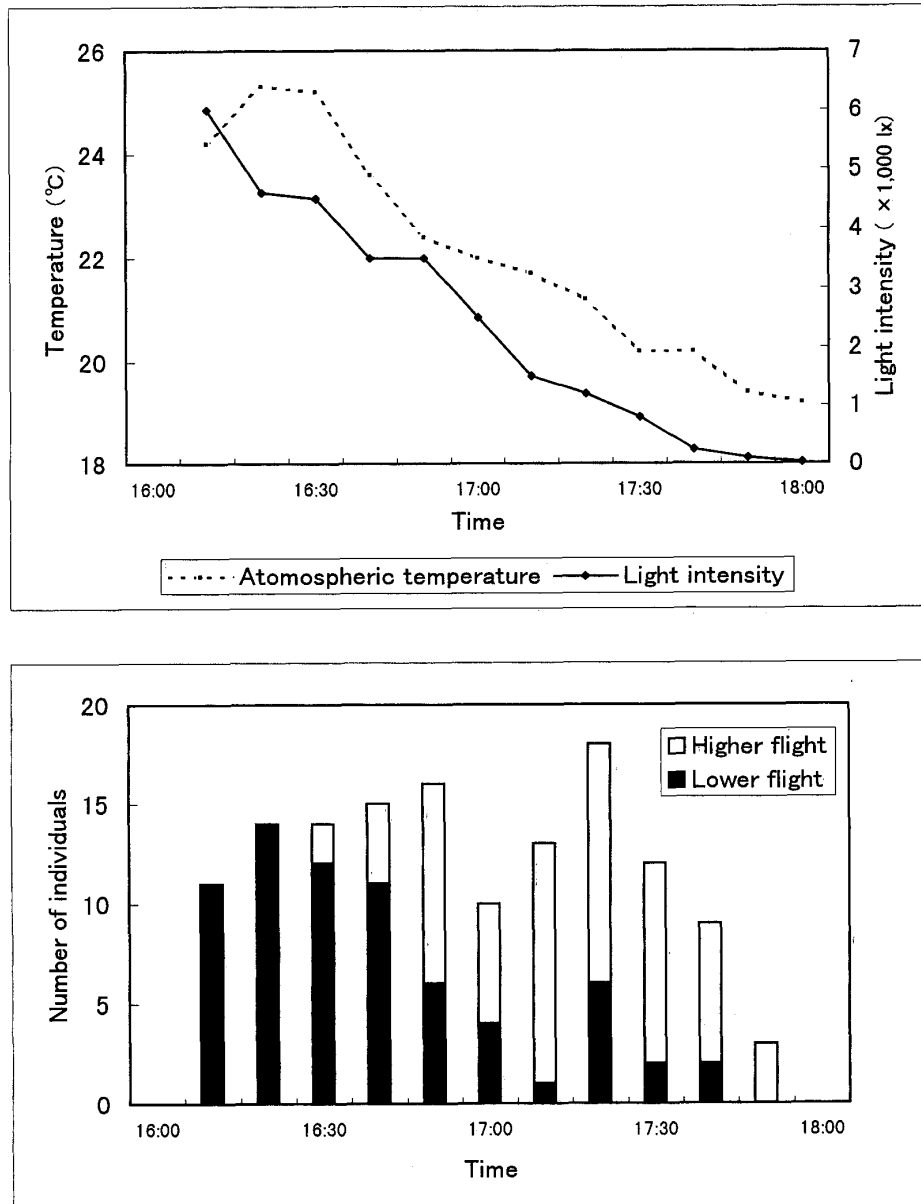 26
24
22
20
18
Temperature (℃)
7
6
5
4
3
2
1
0
Light intensity ( ×1,000 lx)
16:00 16:30 17:00 17:30 18:00
Time
Atomospheric temperature Light intensity
20
15
10
5
0
Number of individuals
Higher flight
Lower flight
16:00 16:30 17:00 17:30 18:00
Time